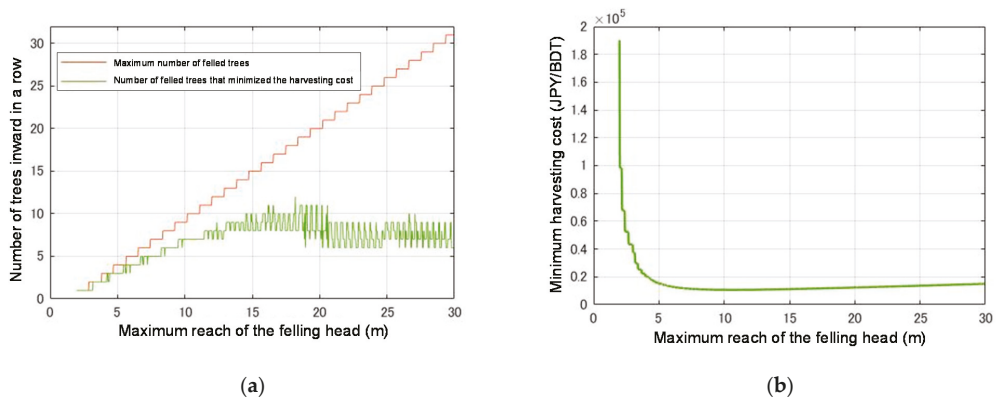 Number of trees inward in a row
30
25
20
15
10
5
0
Maximum number of felled trees
Number of felled trees that minimized the harvesting cost
0 5 10 15 20 25 30
Maximum reach of the felling head (m)
(a)
Minimum harvesting cost (JPY/BDT)
×10⁵
2
1.8
1.6
1.4
1.2
1
0.8
0.6
0.4
0.2
0
0 5 10 15 20 25 30
Maximum reach of the felling head (m)
(b)